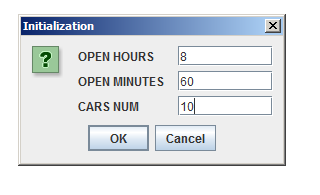 Initialization
?
OPEN HOURS 8
OPEN MINUTES 60
CARS NUM 10
OK Cancel